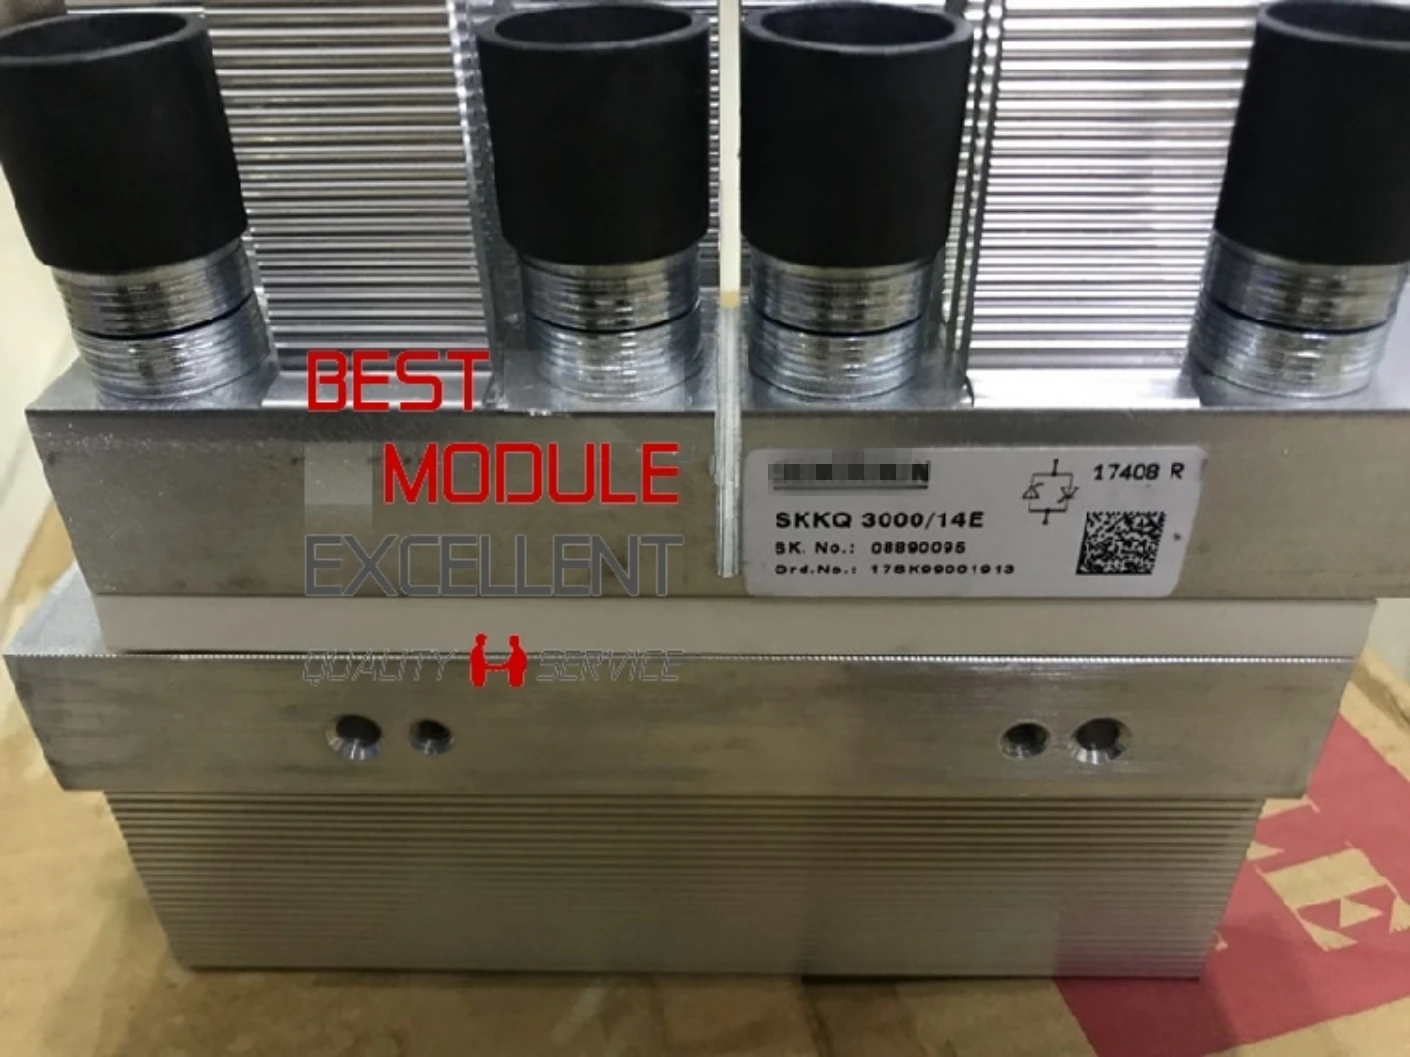 BEST
MODULE
EXCELLENT
QUALITY SERVICE
17408 R
SKKQ 3000/14E
SK. No.: 08890095
Ord.No.: 17SK99001913